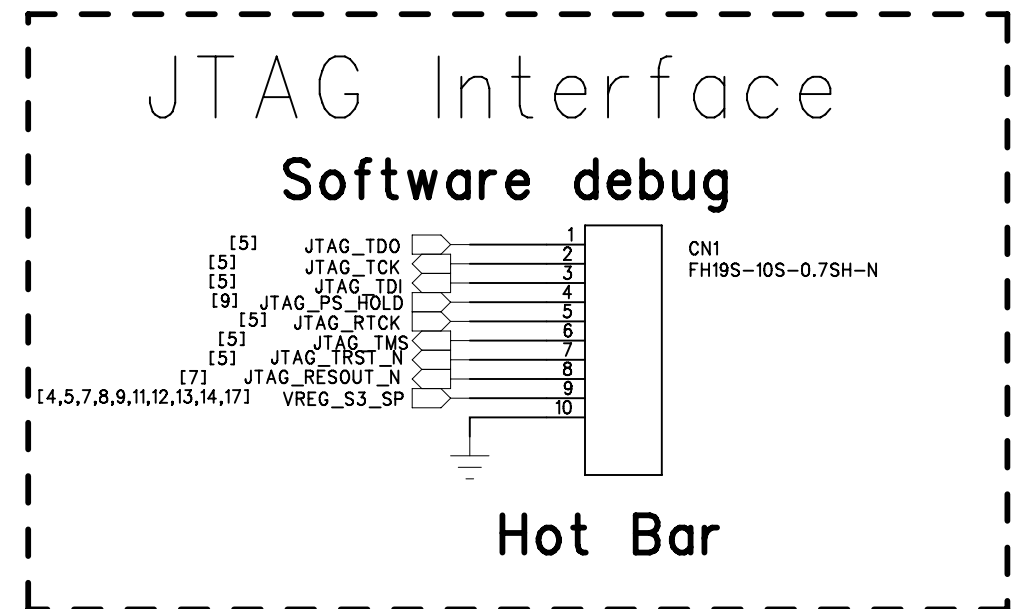 JTAG Interface
Software debug
[5] JTAG_TDO 1
[5] JTAG_TCK 2
[5] JTAG_TDI 3
[9] JTAG_PS_HOLD 4
[5] JTAG_RTCK 5
[5] JTAG_TMS 6
[5] JTAG_TRST_N 7
[7] JTAG_RESOUT_N 8
[4,5,7,8,9,11,12,13,14,17] VREG_S3_SP 9
10
CN1
FH19S-10S-0.7SH-N
Hot Bar